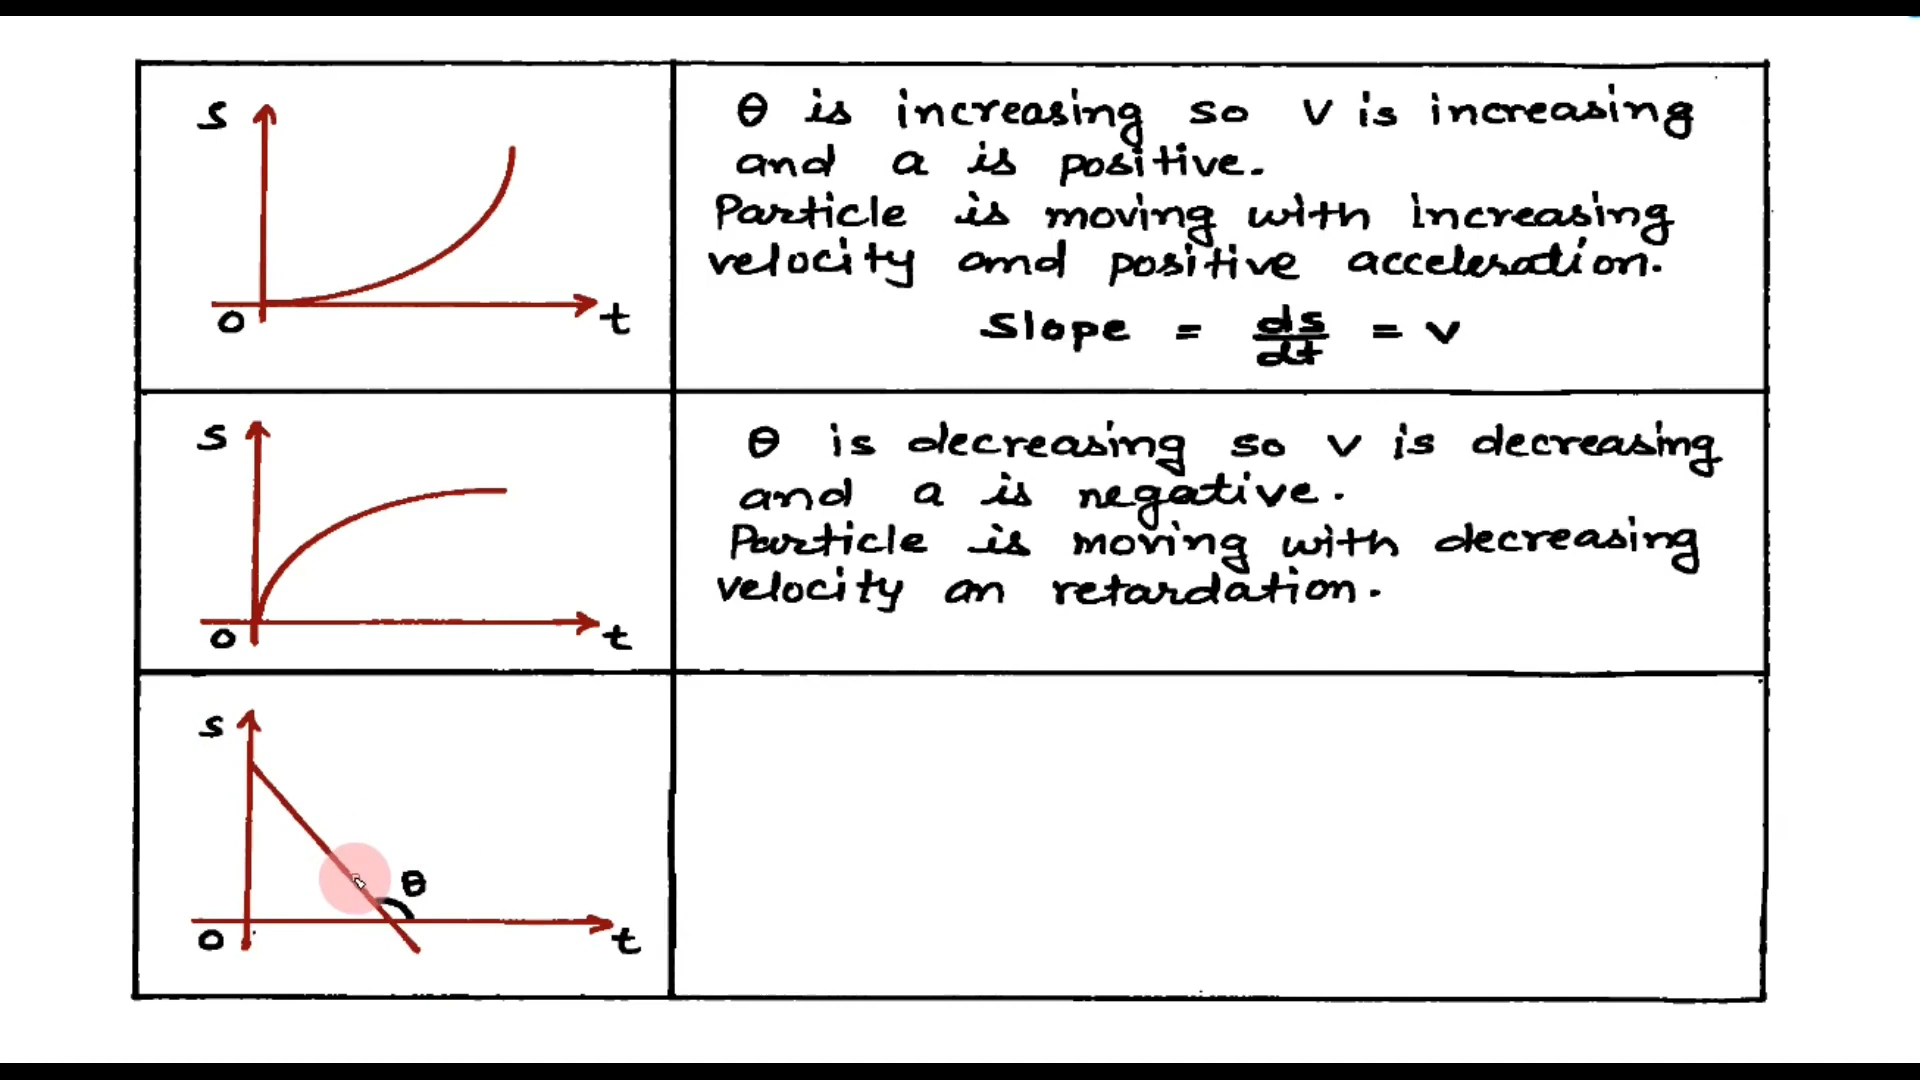 S
O
t
θ is increasing so v is increasing
and a is positive.
Particle is moving with increasing
velocity and positive acceleration.
Slope = ds/dt = v
S
O
t
θ is decreasing so v is decreasing
and a is negative.
Particle is moving with decreasing
velocity an retardation.
S
θ
O
t